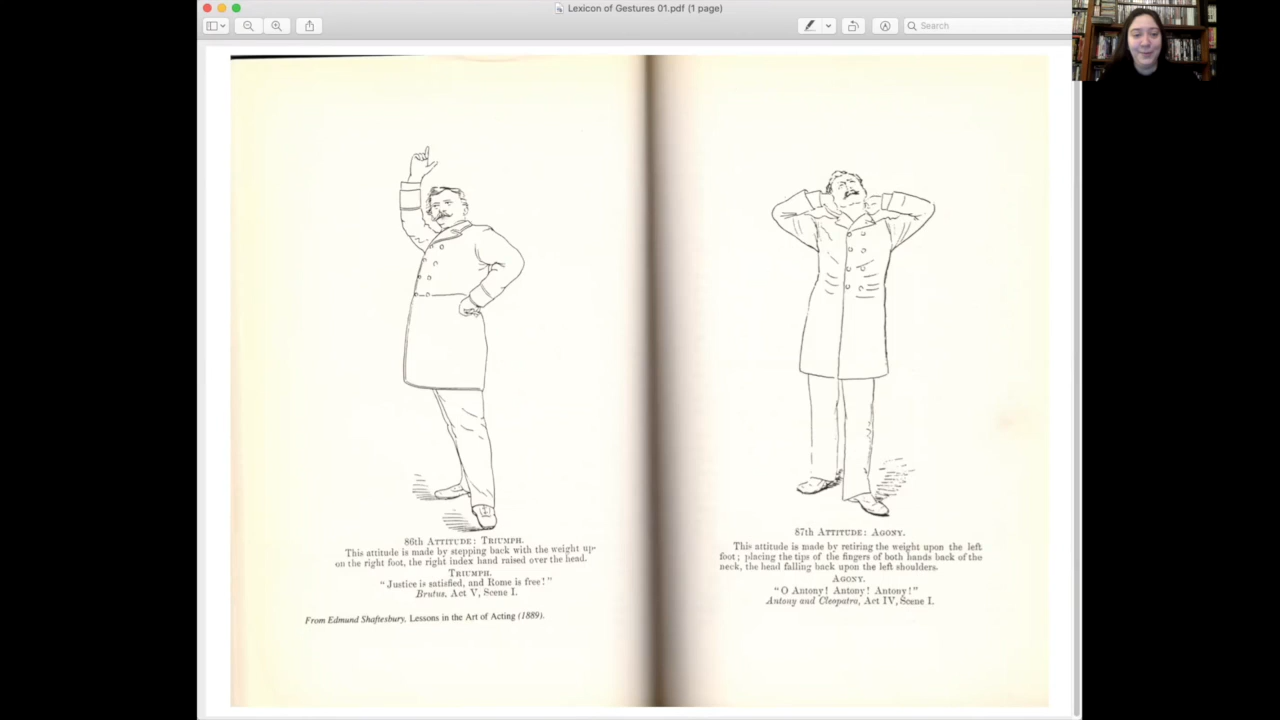 Lexicon of Gestures 01.pdf (1 page)
Search
86th ATTITUDE: TRIUMPH.
This attitude is made by stepping back with the weight up-
on the right foot, the right index hand raised over the head.
TRIUMPH.
"Justice is satisfied, and Rome is free!"
Brutus, Act V, Scene I.
From Edmund Shaftesbury, Lessons in the Art of Acting (1889).
87th ATTITUDE: AGONY.
This attitude is made by retiring the weight upon the left
foot; placing the tips of the fingers of both hands back of the
neck, the head falling back upon the left shoulders.
AGONY.
"O Antony! Antony! Antony!"
Antony and Cleopatra, Act IV, Scene I.